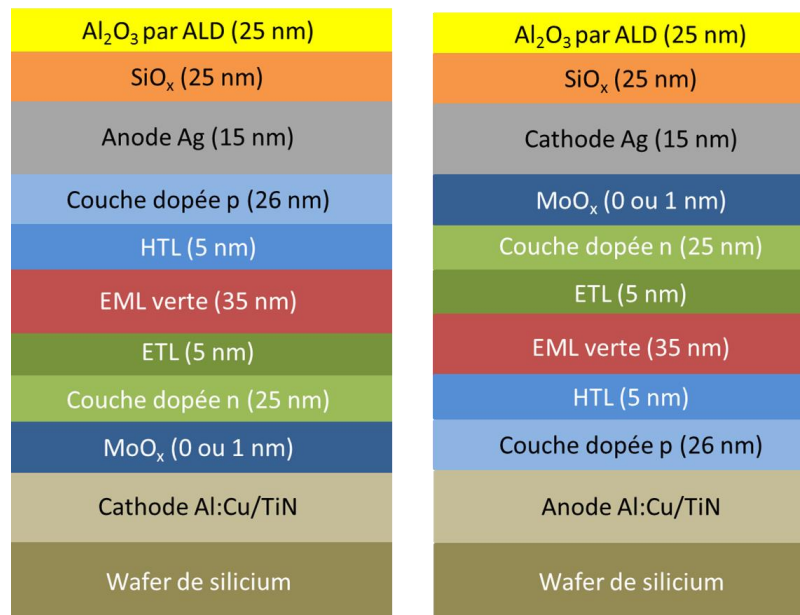 Al₂O₃ par ALD (25 nm)
SiOₓ (25 nm)
Anode Ag (15 nm)
Couche dopée p (26 nm)
HTL (5 nm)
EML verte (35 nm)
ETL (5 nm)
Couche dopée n (25 nm)
MoOₓ (0 ou 1 nm)
Cathode Al:Cu/TiN
Wafer de silicium
Al₂O₃ par ALD (25 nm)
SiOₓ (25 nm)
Cathode Ag (15 nm)
MoOₓ (0 ou 1 nm)
Couche dopée n (25 nm)
ETL (5 nm)
EML verte (35 nm)
HTL (5 nm)
Couche dopée p (26 nm)
Anode Al:Cu/TiN
Wafer de silicium